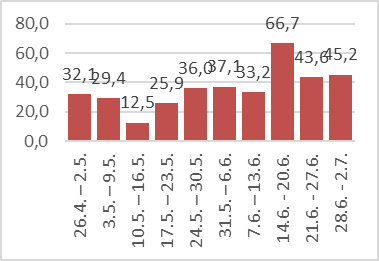 80,0
60,0
40,0
20,0
0,0
32,1
29,4
12,5
25,9
36,0
37,1
33,2
66,7
43,6
45,2
26.4. – 2.5.
3.5. – 9.5.
10.5. – 16.5.
17.5. – 23.5.
24.5. – 30.5.
31.5. – 6.6.
7.6. – 13.6.
14.6. - 20.6.
21.6. - 27.6.
28.6. - 2.7.